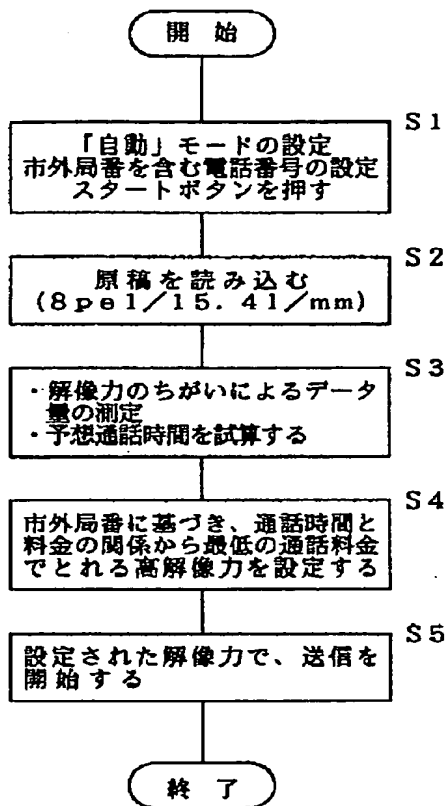 開 始
S1
「自動」モードの設定
市外局番を含む電話番号の設定
スタートボタンを押す
S2
原稿を読み込む
(8pel/15.4l/mm)
S3
・解像力のちがいによるデータ
量の測定
・予想通話時間を試算する
S4
市外局番に基づき、通話時間と
料金の関係から最低の通話料金
でとれる高解像力を設定する
S5
設定された解像力で、送信を
開始する
終 了